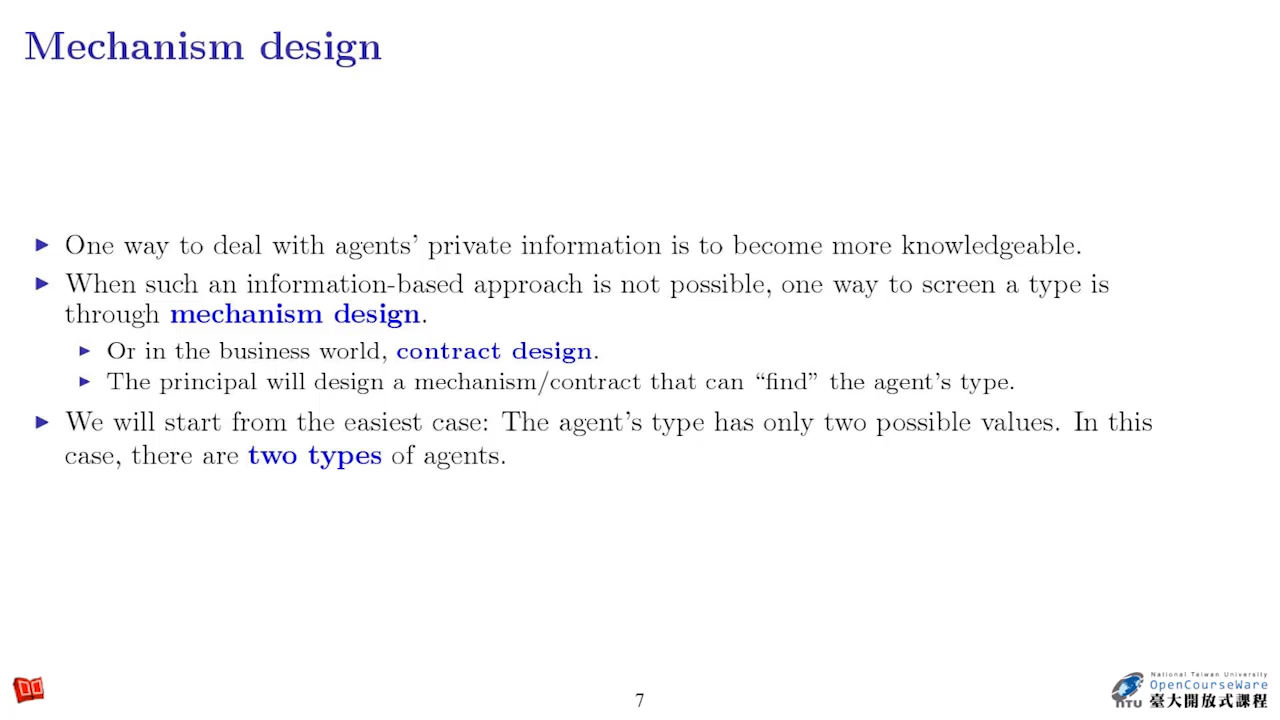 Mechanism design
One way to deal with agents' private information is to become more knowledgeable.
When such an information-based approach is not possible, one way to screen a type is
through mechanism design.
Or in the business world, contract design.
The principal will design a mechanism/contract that can “find” the agent's type.
We will start from the easiest case: The agent's type has only two possible values. In this
case, there are two types of agents.
7
National Taiwan University
OpenCourseWare
NTU 臺大開放式課程